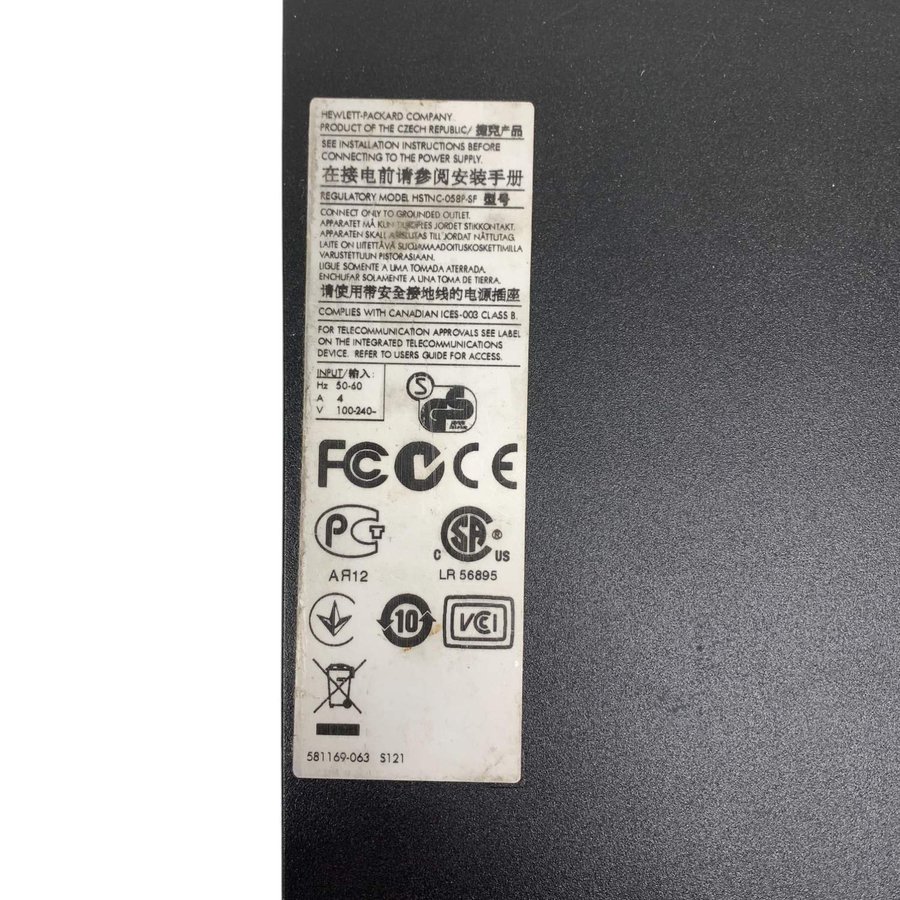 HEWLETT-PACKARD COMPANY
PRODUCT OF THE CZECH REPUBLIC/ 捷克产品
SEE INSTALLATION INSTRUCTIONS BEFORE
CONNECTING TO THE POWER SUPPLY.
在接电前请参阅安装手册
REGULATORY MODEL HSTNC-058P-SF 型号
CONNECT ONLY TO GROUNDED OUTLET.
APPARATET MÅ KUN JORDET STIKKONTAKT.
APPARATEN SKALL ANSLUTAS TILL JORDAT NÄTTUTAG.
LAITE ON LIITETTÄVÄ SUOJAMAADOITUSKOSKETTIMILLA
VARUSTETTUUN PISTORASIAAN.
LIGUE SOMENTE A UMA TOMADA ATERRADA.
ENCHUFAR SOLAMENTE A UNA TOMA DE TIERRA.
请使用带安全接地线的电源插座
COMPLIES WITH CANADIAN ICES-003 CLASS B.
FOR TELECOMMUNICATION APPROVALS SEE LABEL
ON THE INTEGRATED TELECOMMUNICATIONS
DEVICE. REFER TO USERS GUIDE FOR ACCESS.
INPUT/输入:
Hz 50-60
A 4
V 100-240~
S
FC CE
PCT
C SA ® US
АЯ12
LR 56895
10
VCCI
581169-063 S121